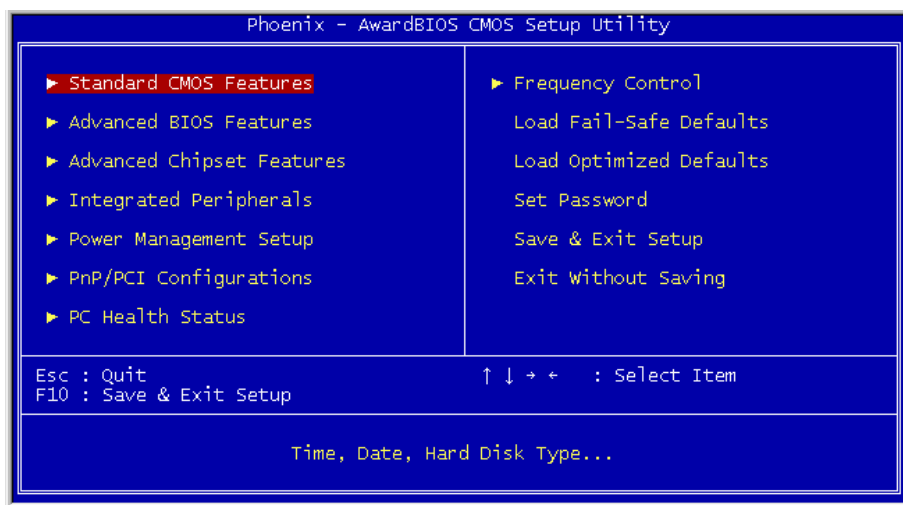 Phoenix - AwardBIOS CMOS Setup Utility
► Standard CMOS Features
► Advanced BIOS Features
► Advanced Chipset Features
► Integrated Peripherals
► Power Management Setup
► PnP/PCI Configurations
► PC Health Status
► Frequency Control
Load Fail-Safe Defaults
Load Optimized Defaults
Set Password
Save & Exit Setup
Exit Without Saving
Esc : Quit
F10 : Save & Exit Setup
↑ ↓ → ← : Select Item
Time, Date, Hard Disk Type...